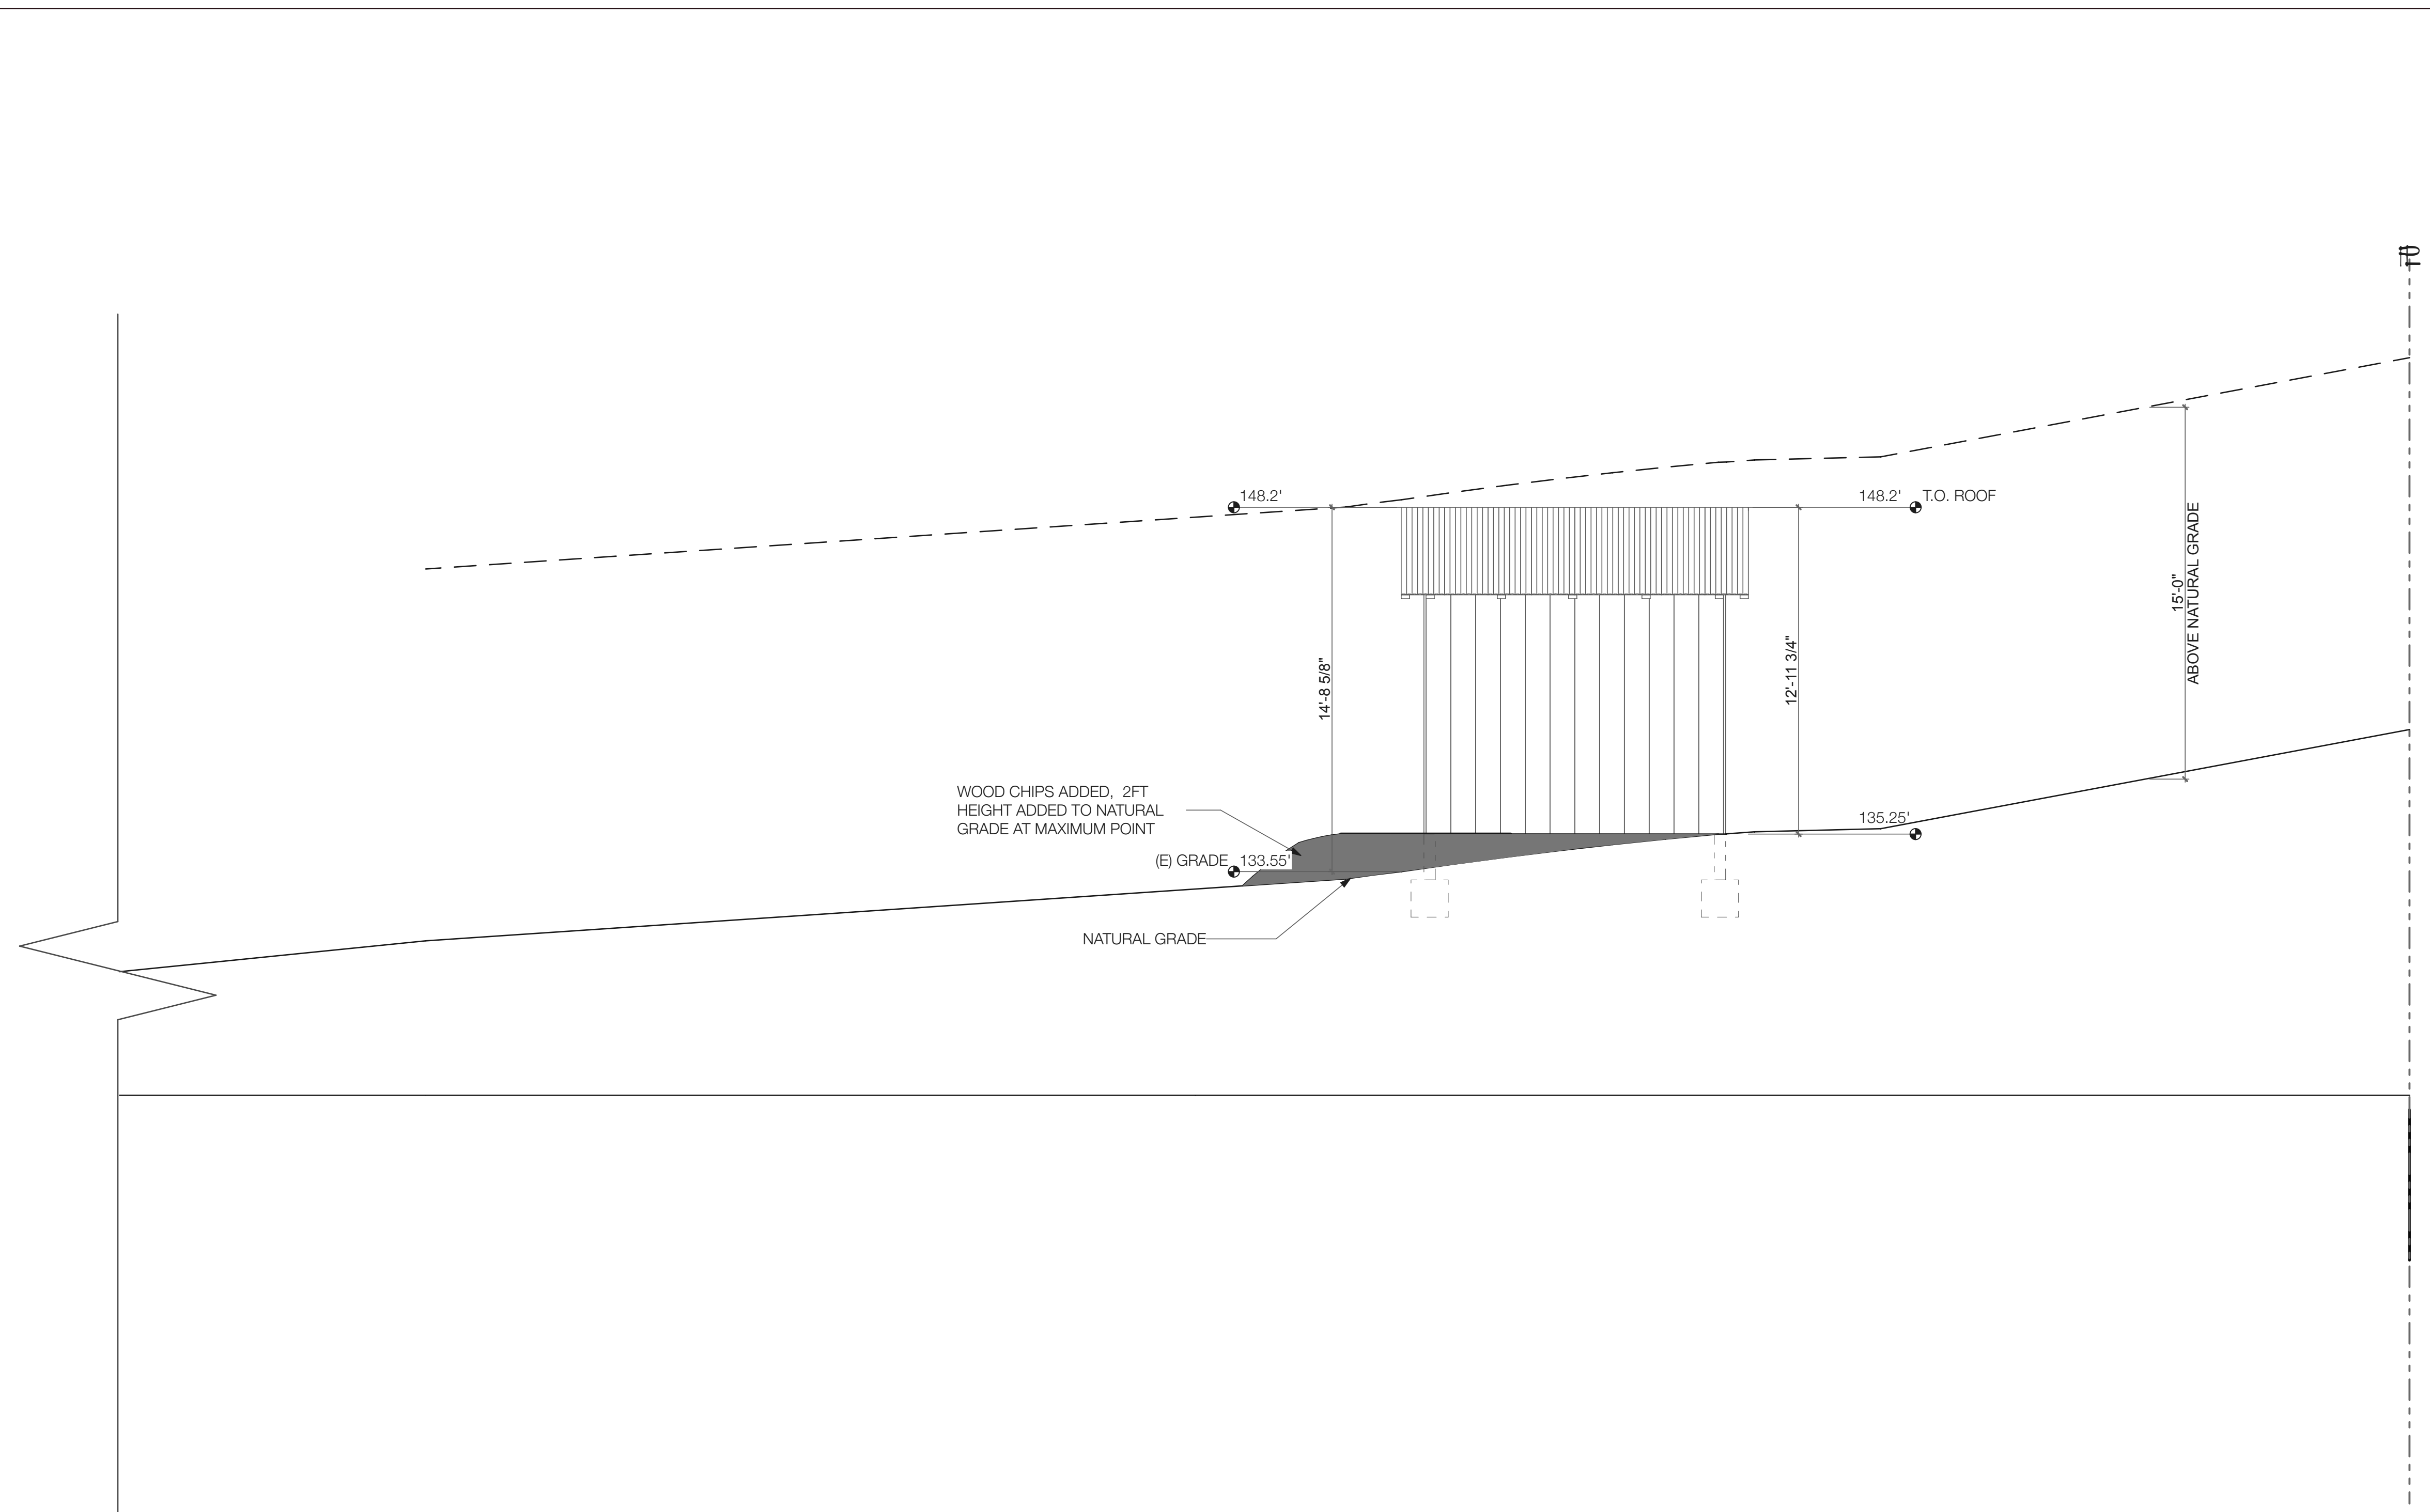 148.2'
148.2' T.O. ROOF
15'-0"
ABOVE NATURAL GRADE
14'-8 5/8"
12'-11 3/4"
WOOD CHIPS ADDED, 2FT
HEIGHT ADDED TO NATURAL
GRADE AT MAXIMUM POINT
135.25'
(E) GRADE 133.55'
NATURAL GRADE